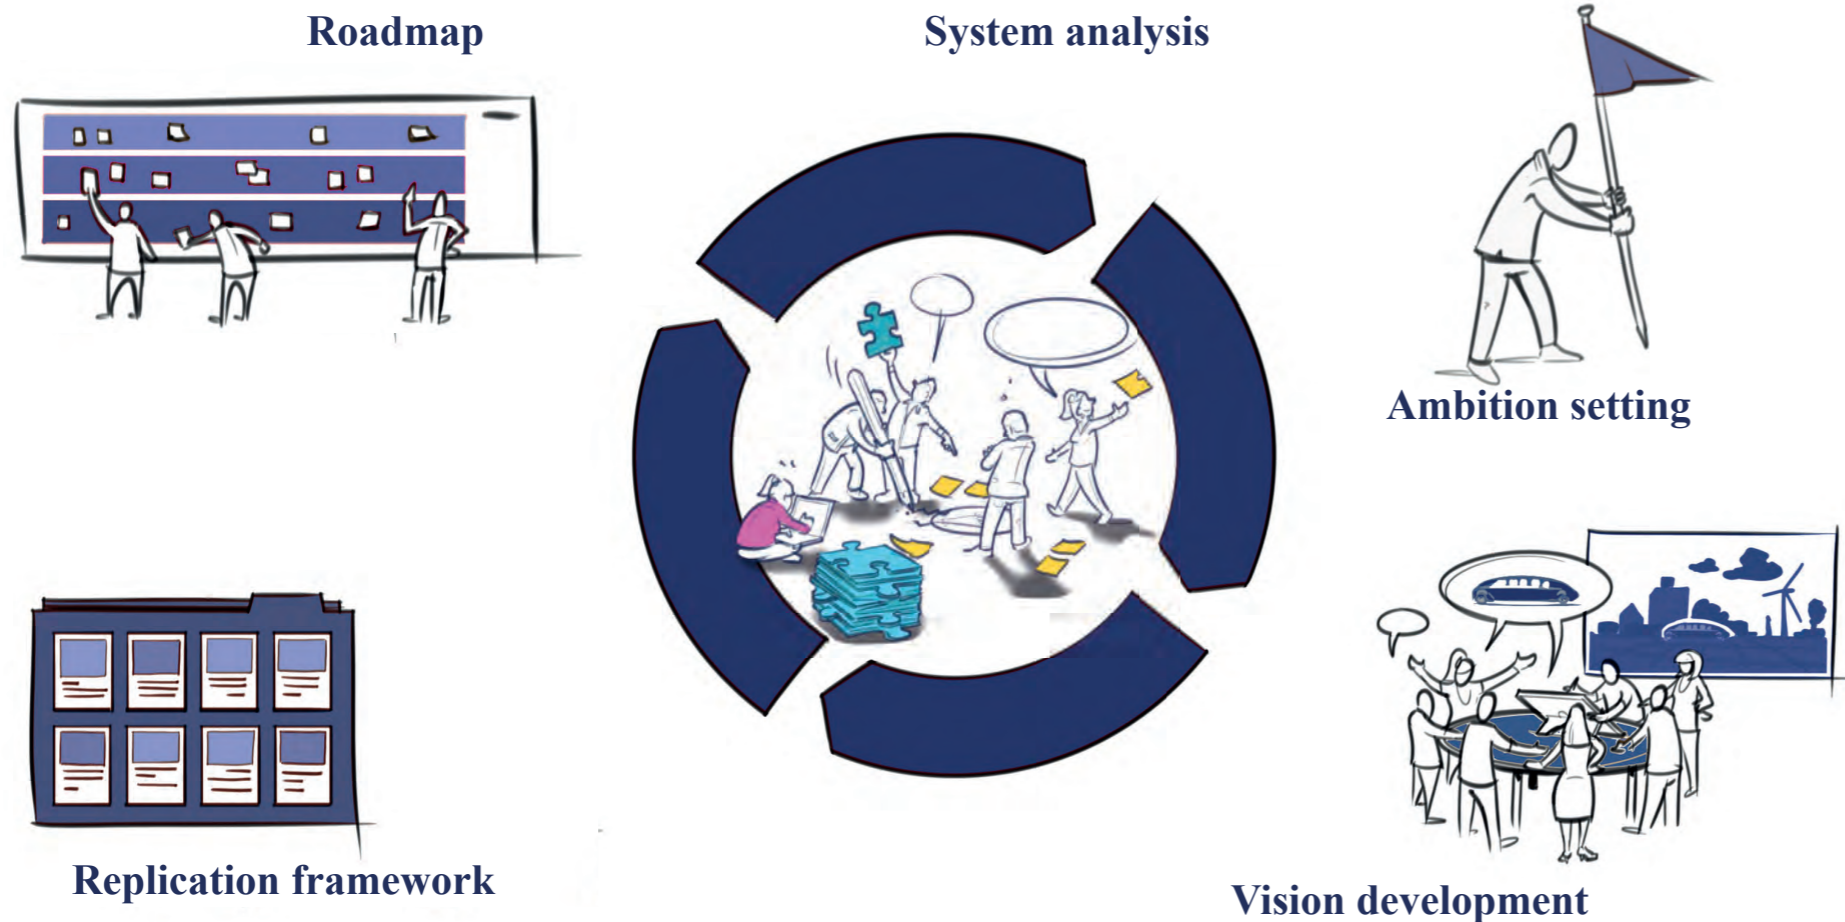 Roadmap
System analysis
Ambition setting
Replication framework
Vision development